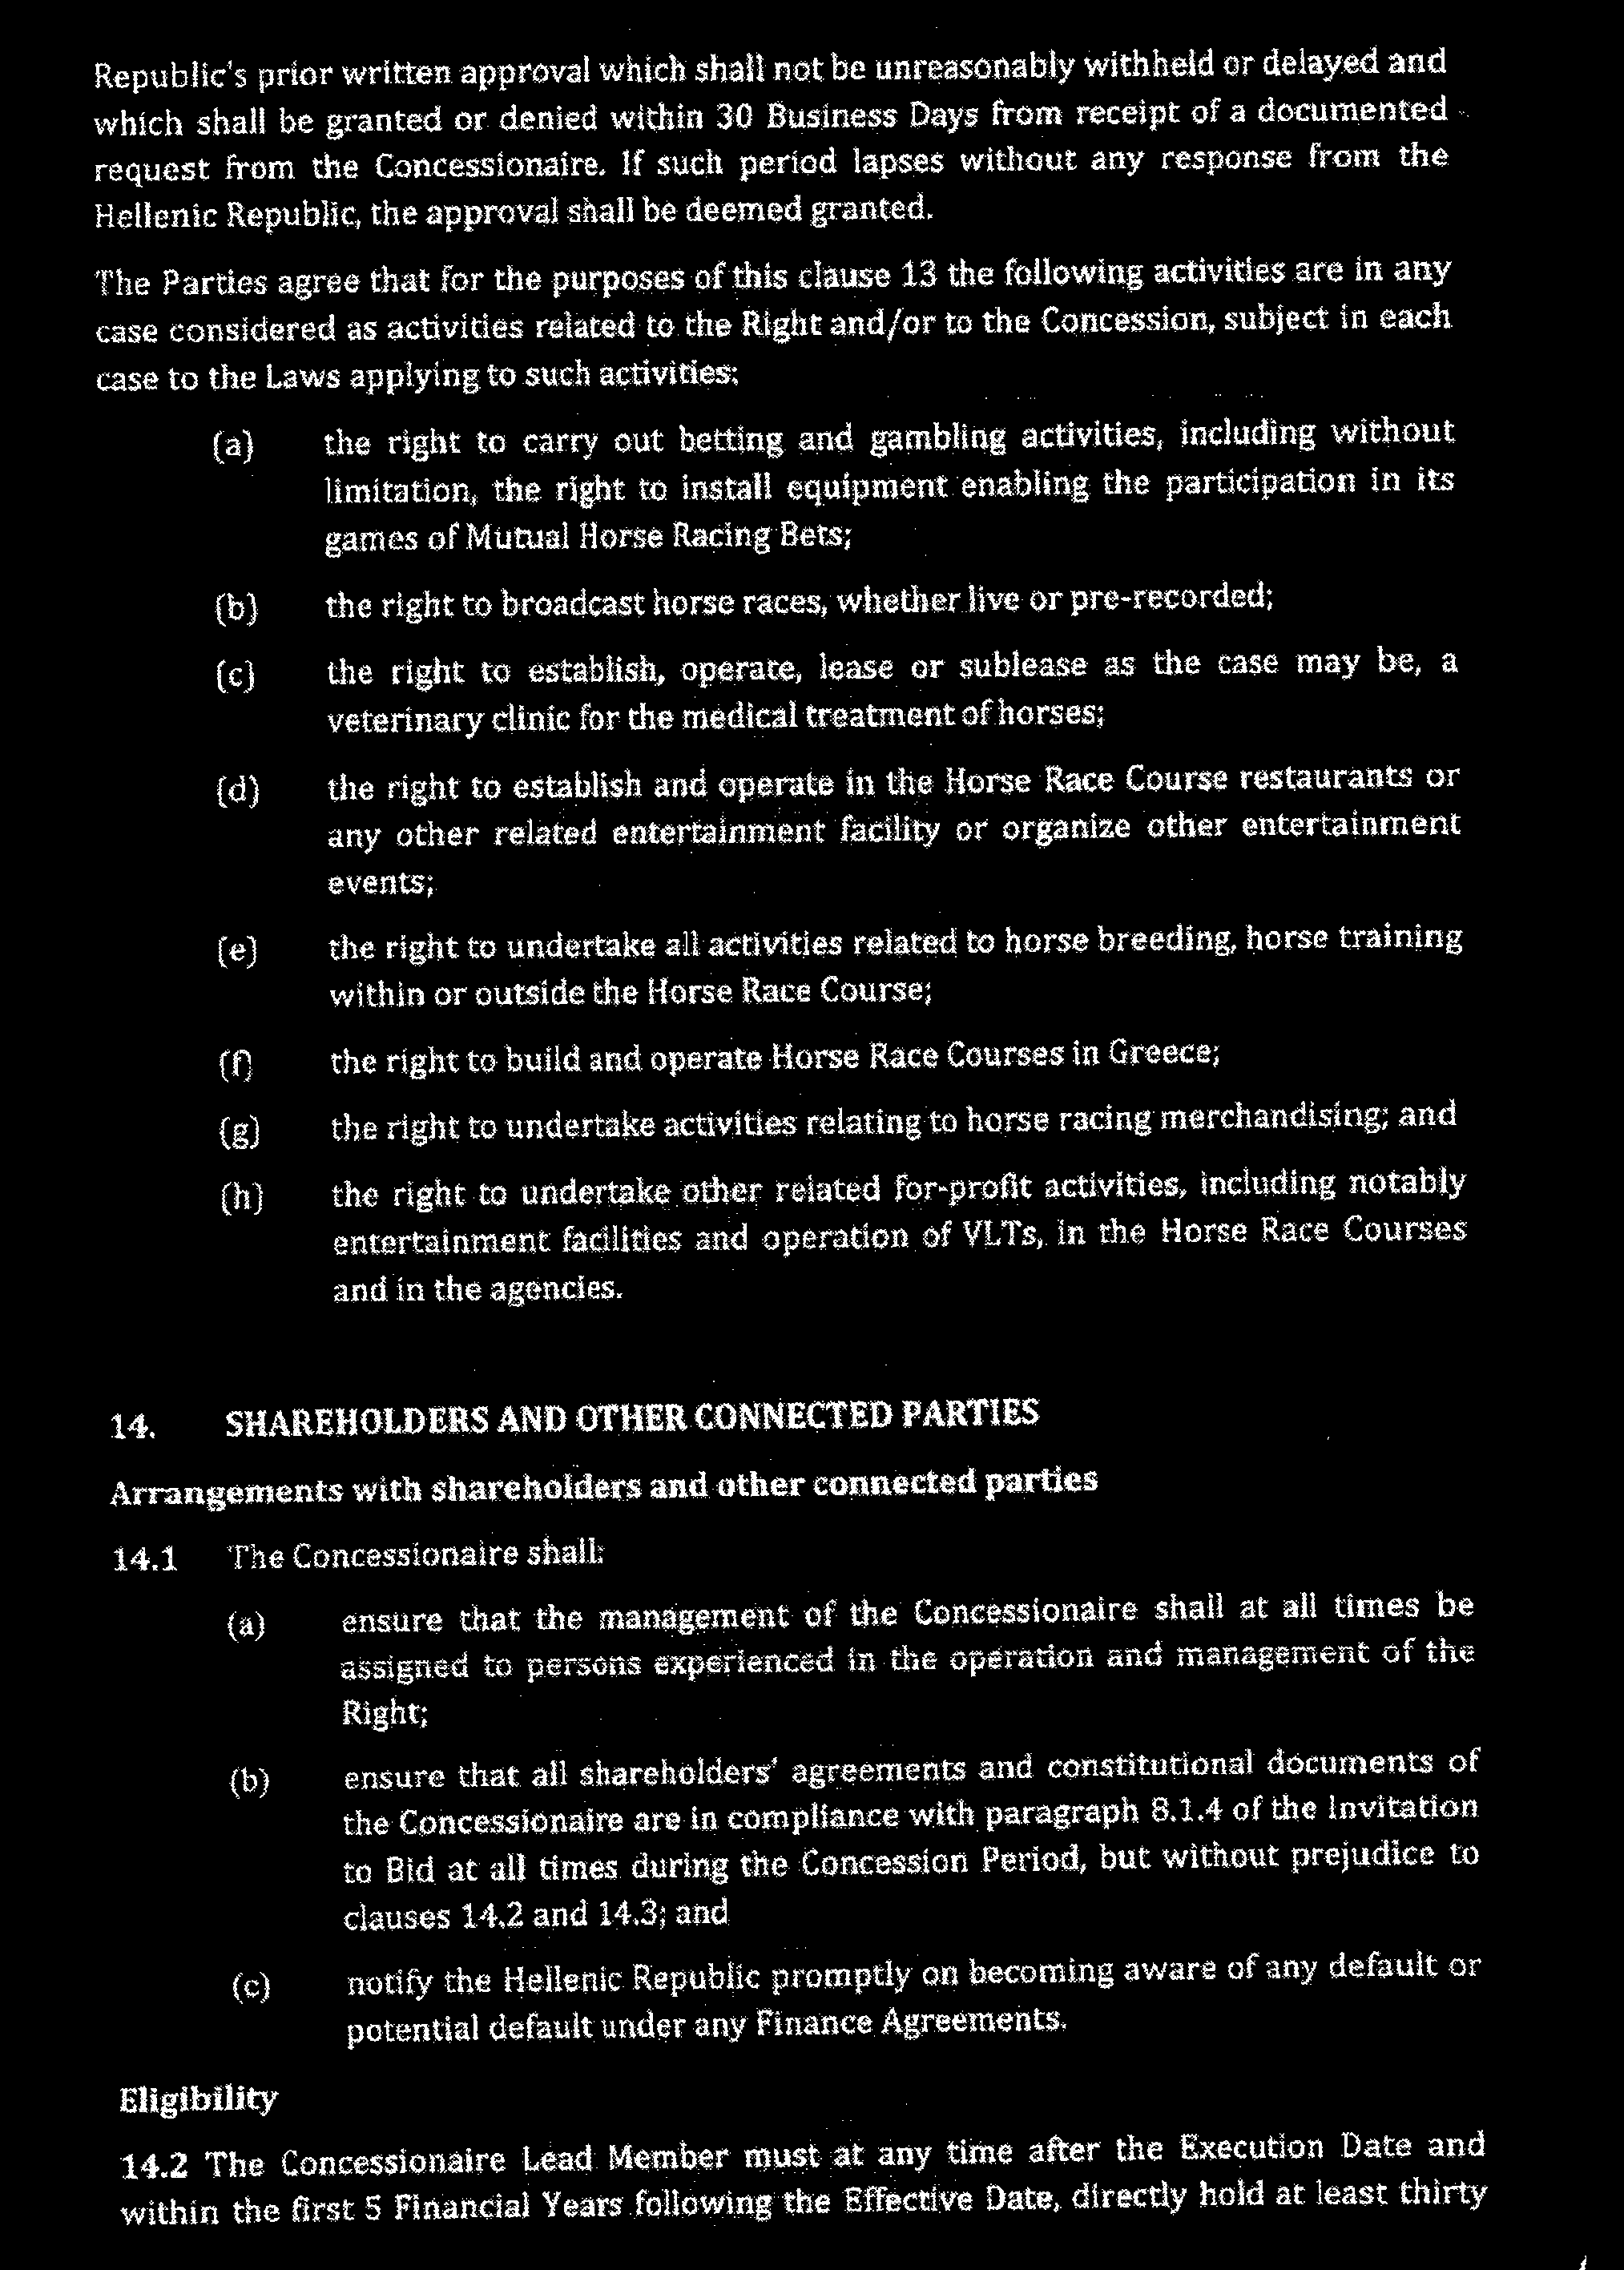 Republic's prior written approval which shall not be unreasonably withheld or delayed and
which shall be granted or denied within 30 Business Days from receipt of a documented
request from the Concessionaire. If such period lapses without any response from the
Hellenic Republic, the approval shall be deemed granted.
The Parties agree that for the purposes of this clause 13 the following activities are in any
case considered as activities related to the Right and/or to the Concession, subject in each
case to the Laws applying to such activities:
(a) the right to carry out betting and gambling activities, including without
limitation, the right to install equipment enabling the participation in its
games of Mutual Horse Racing Bets;
(b) the right to broadcast horse races, whether live or pre-recorded;
(c) the right to establish, operate, lease or sublease as the case may be, a
veterinary clinic for the medical treatment of horses;
(d) the right to establish and operate in the Horse Race Course restaurants or
any other related entertainment facility or organize other entertainment
events;
(e) the right to undertake all activities related to horse breeding, horse training
within or outside the Horse Race Course;
(f) the right to build and operate Horse Race Courses in Greece;
(g) the right to undertake activities relating to horse racing merchandising; and
(h) the right to undertake other related for-profit activities, including notably
entertainment facilities and operation of VLTs, in the Horse Race Courses
and in the agencies.
14. SHAREHOLDERS AND OTHER CONNECTED PARTIES
Arrangements with shareholders and other connected parties
14.1 The Concessionaire shall:
(a) ensure that the management of the Concessionaire shall at all times be
assigned to persons experienced in the operation and management of the
Right;
(b) ensure that all shareholders' agreements and constitutional documents of
the Concessionaire are in compliance with paragraph 8.1.4 of the Invitation
to Bid at all times during the Concession Period, but without prejudice to
clauses 14.2 and 14.3; and
(c) notify the Hellenic Republic promptly on becoming aware of any default or
potential default under any Finance Agreements.
Eligibility
14.2 The Concessionaire Lead Member must at any time after the Execution Date and
within the first 5 Financial Years following the Effective Date, directly hold at least thirty